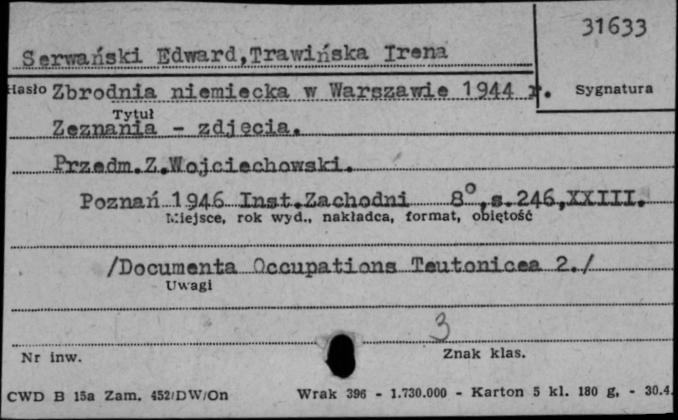 31633
Serwański Edward,Trawińska Irena
Hasło Zbrodnia niemiecka w Warszawie 1944 r. Sygnatura
Tytuł
Zeznania - zdjęcia.
Przedm.Z.Wojciechowski.
Poznań 1946 Inst.Zachodni 8°,s.246,XXIII.
Miejsce, rok wyd., nakładca, format, objętość
/Documenta Occupations Teutonicea 2./
Uwagi
3
Nr inw. Znak klas.
CWD B 15a Zam. 452/DW/On Wrak 396 - 1.730.000 - Karton 5 kl. 180 g, - 30.4